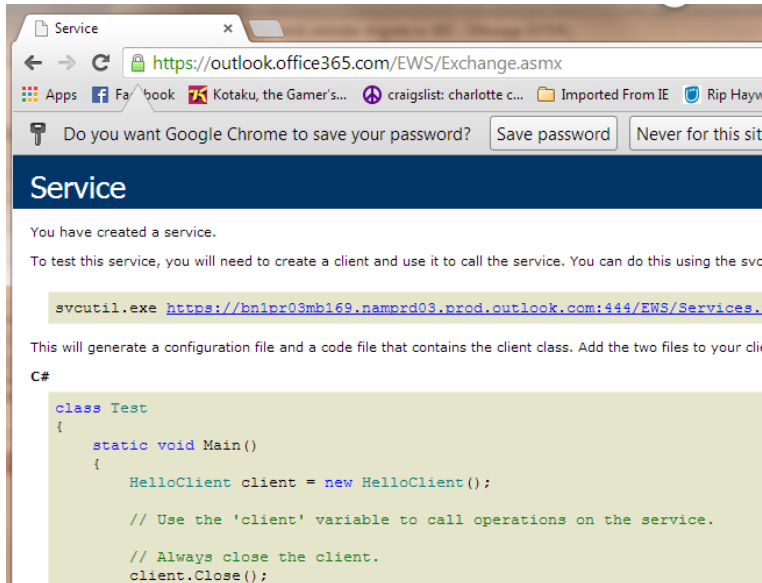 Service
https://outlook.office365.com/EWS/Exchange.asmx
Apps Kotaku, the Gamer's... craigslist: charlotte c... Imported From IE Rip Hayw
Do you want Google Chrome to save your password? Save password Never for this sit
Service
You have created a service.
To test this service, you will need to create a client and use it to call the service. You can do this using the svc
svcutil.exe https://bn1pr03mb169.namprd03.prod.outlook.com:444/EWS/Services.
This will generate a configuration file and a code file that contains the client class. Add the two files to your clie
C#
class Test
{
static void Main()
{
HelloClient client = new HelloClient();
// Use the 'client' variable to call operations on the service.
// Always close the client.
client.Close();